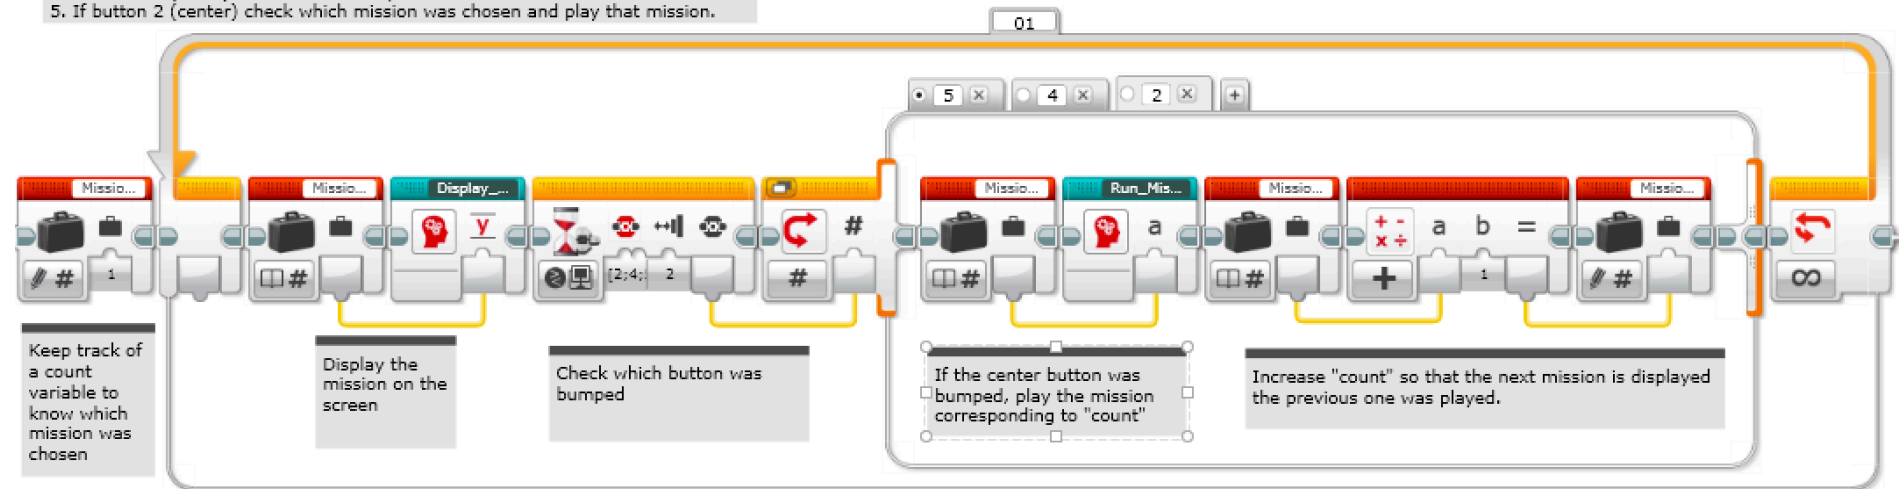 5. If button 2 (center) check which mission was chosen and play that mission.
01
5 4 2 +
Missio... Missio... Display_... Missio... Run_Mis... Missio... Missio...
y # a a b =
# 1 # [2;4; 2 # # # + 1 # ∞
Keep track of
a count
variable to
know which
mission was
chosen
Display the
mission on the
screen
Check which button was
bumped
If the center button was
bumped, play the mission
corresponding to "count"
Increase "count" so that the next mission is displayed
the previous one was played.